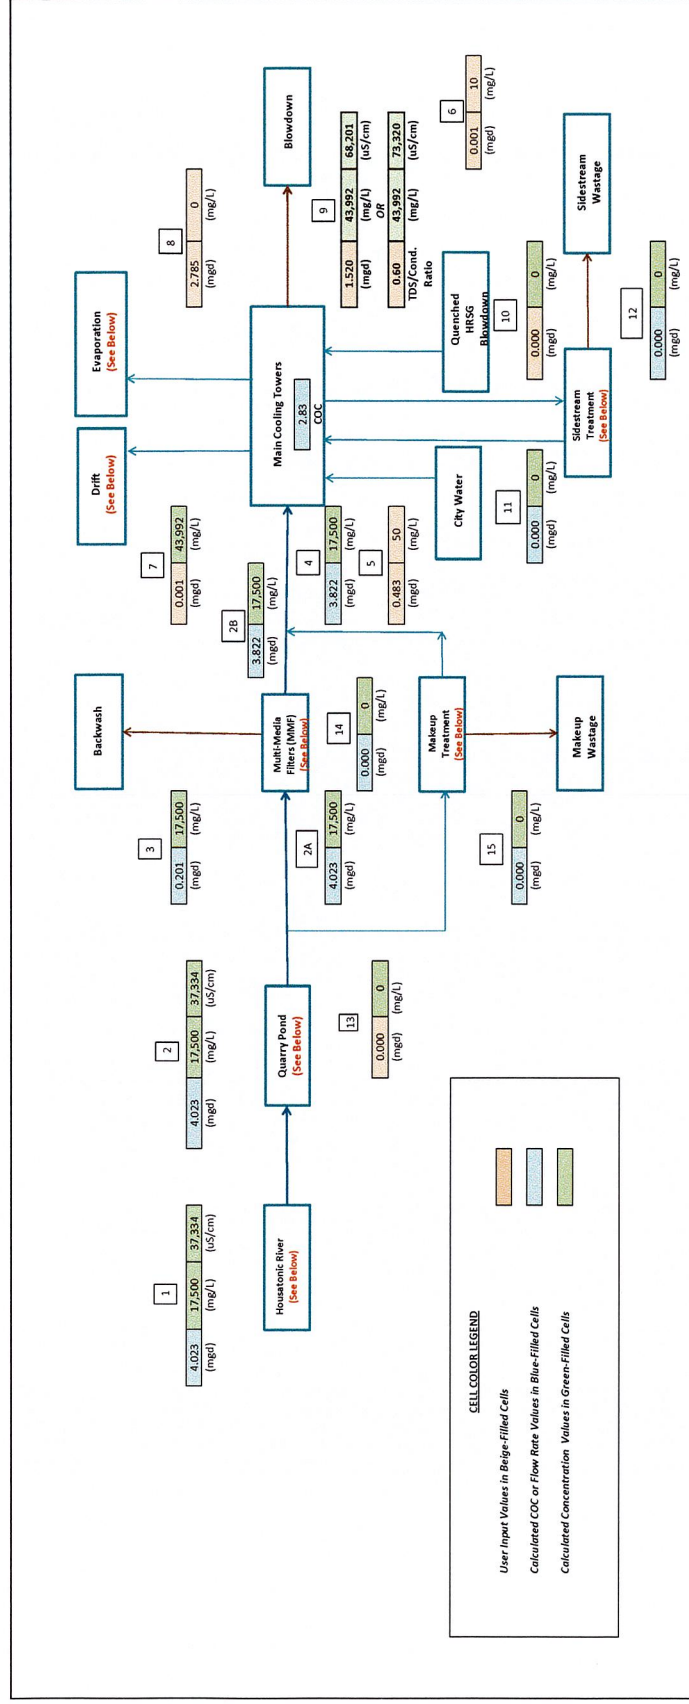 1
4.023 17,500 37,334
(mgd) (mg/L) (uS/cm)
Housatonic River
(See Below)
2
4.023 17,500 37,334
(mgd) (mg/L) (uS/cm)
Quarry Pond
(See Below)
13
0.000 0
(mgd) (mg/L)
3
0.201 17,500
(mgd) (mg/L)
Backwash
Multi-Media
Filters (MMF)
(See Below)
2A
4.023 17,500
(mgd) (mg/L)
14
0.000 0
(mgd) (mg/L)
Makeup
Treatment
(See Below)
15
0.000 0
(mgd) (mg/L)
Makeup
Wastage
2B
3.822 17,500
(mgd) (mg/L)
7
0.001 43,992
(mgd) (mg/L)
4
3.822 17,500
(mgd) (mg/L)
5
0.483 50
(mgd) (mg/L)
Drift
(See Below)
Evaporation
(See Below)
8
2.785 0
(mgd) (mg/L)
Main Cooling Towers
2.83
COC
Blowdown
9
1.520 43,992 68,201
(mgd) (mg/L) (uS/cm)
OR
0.60 43,992 73,320
TDS/Cond. (mg/L) (uS/cm)
Ratio
6
0.001 10
(mgd) (mg/L)
City Water
Quenched
HRSG
Blowdown
10
0.000 0
(mgd) (mg/L)
11
0.000 0
(mgd) (mg/L)
Sidestream
Treatment
(See Below)
Sidestream
Wastage
12
0.000 0
(mgd) (mg/L)
CELL COLOR LEGEND
User Input Values in Beige-Filled Cells
Calculated COC or Flow Rate Values in Blue-Filled Cells
Calculated Concentration Values in Green-Filled Cells